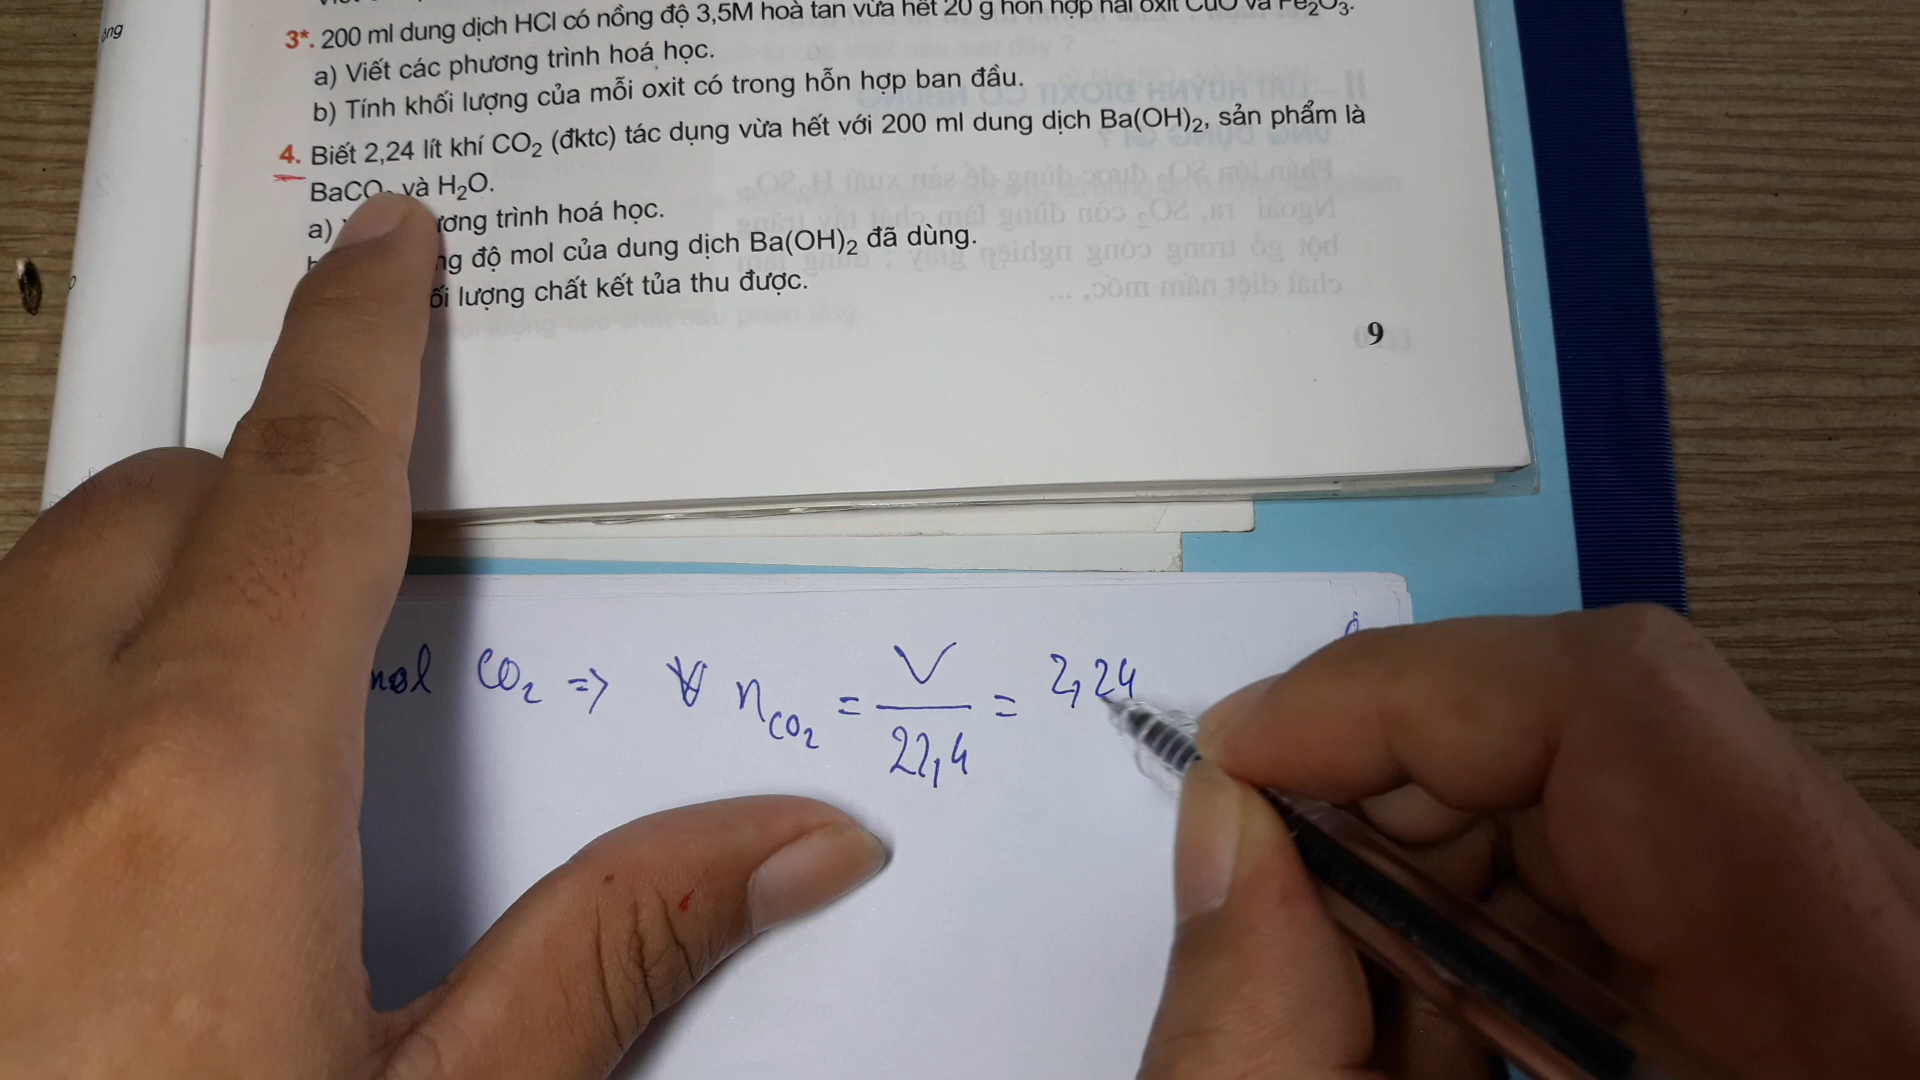 ông
3*. 200 ml dung dịch HCl có nồng độ 3,5M hoà tan vừa hết 20 g hỗn hợp hai oxit CuO và Fe₂O₃.
a) Viết các phương trình hoá học.
b) Tính khối lượng của mỗi oxit có trong hỗn hợp ban đầu.
4. Biết 2,24 lít khí CO₂ (đktc) tác dụng vừa hết với 200 ml dung dịch Ba(OH)₂, sản phẩm là
BaCO và H₂O.
a) trình hoá học.
độ mol của dung dịch Ba(OH)₂ đã dùng.
lượng chất kết tủa thu được.
9
mol CO₂ => n CO₂ = V / 22,4 = 2,24